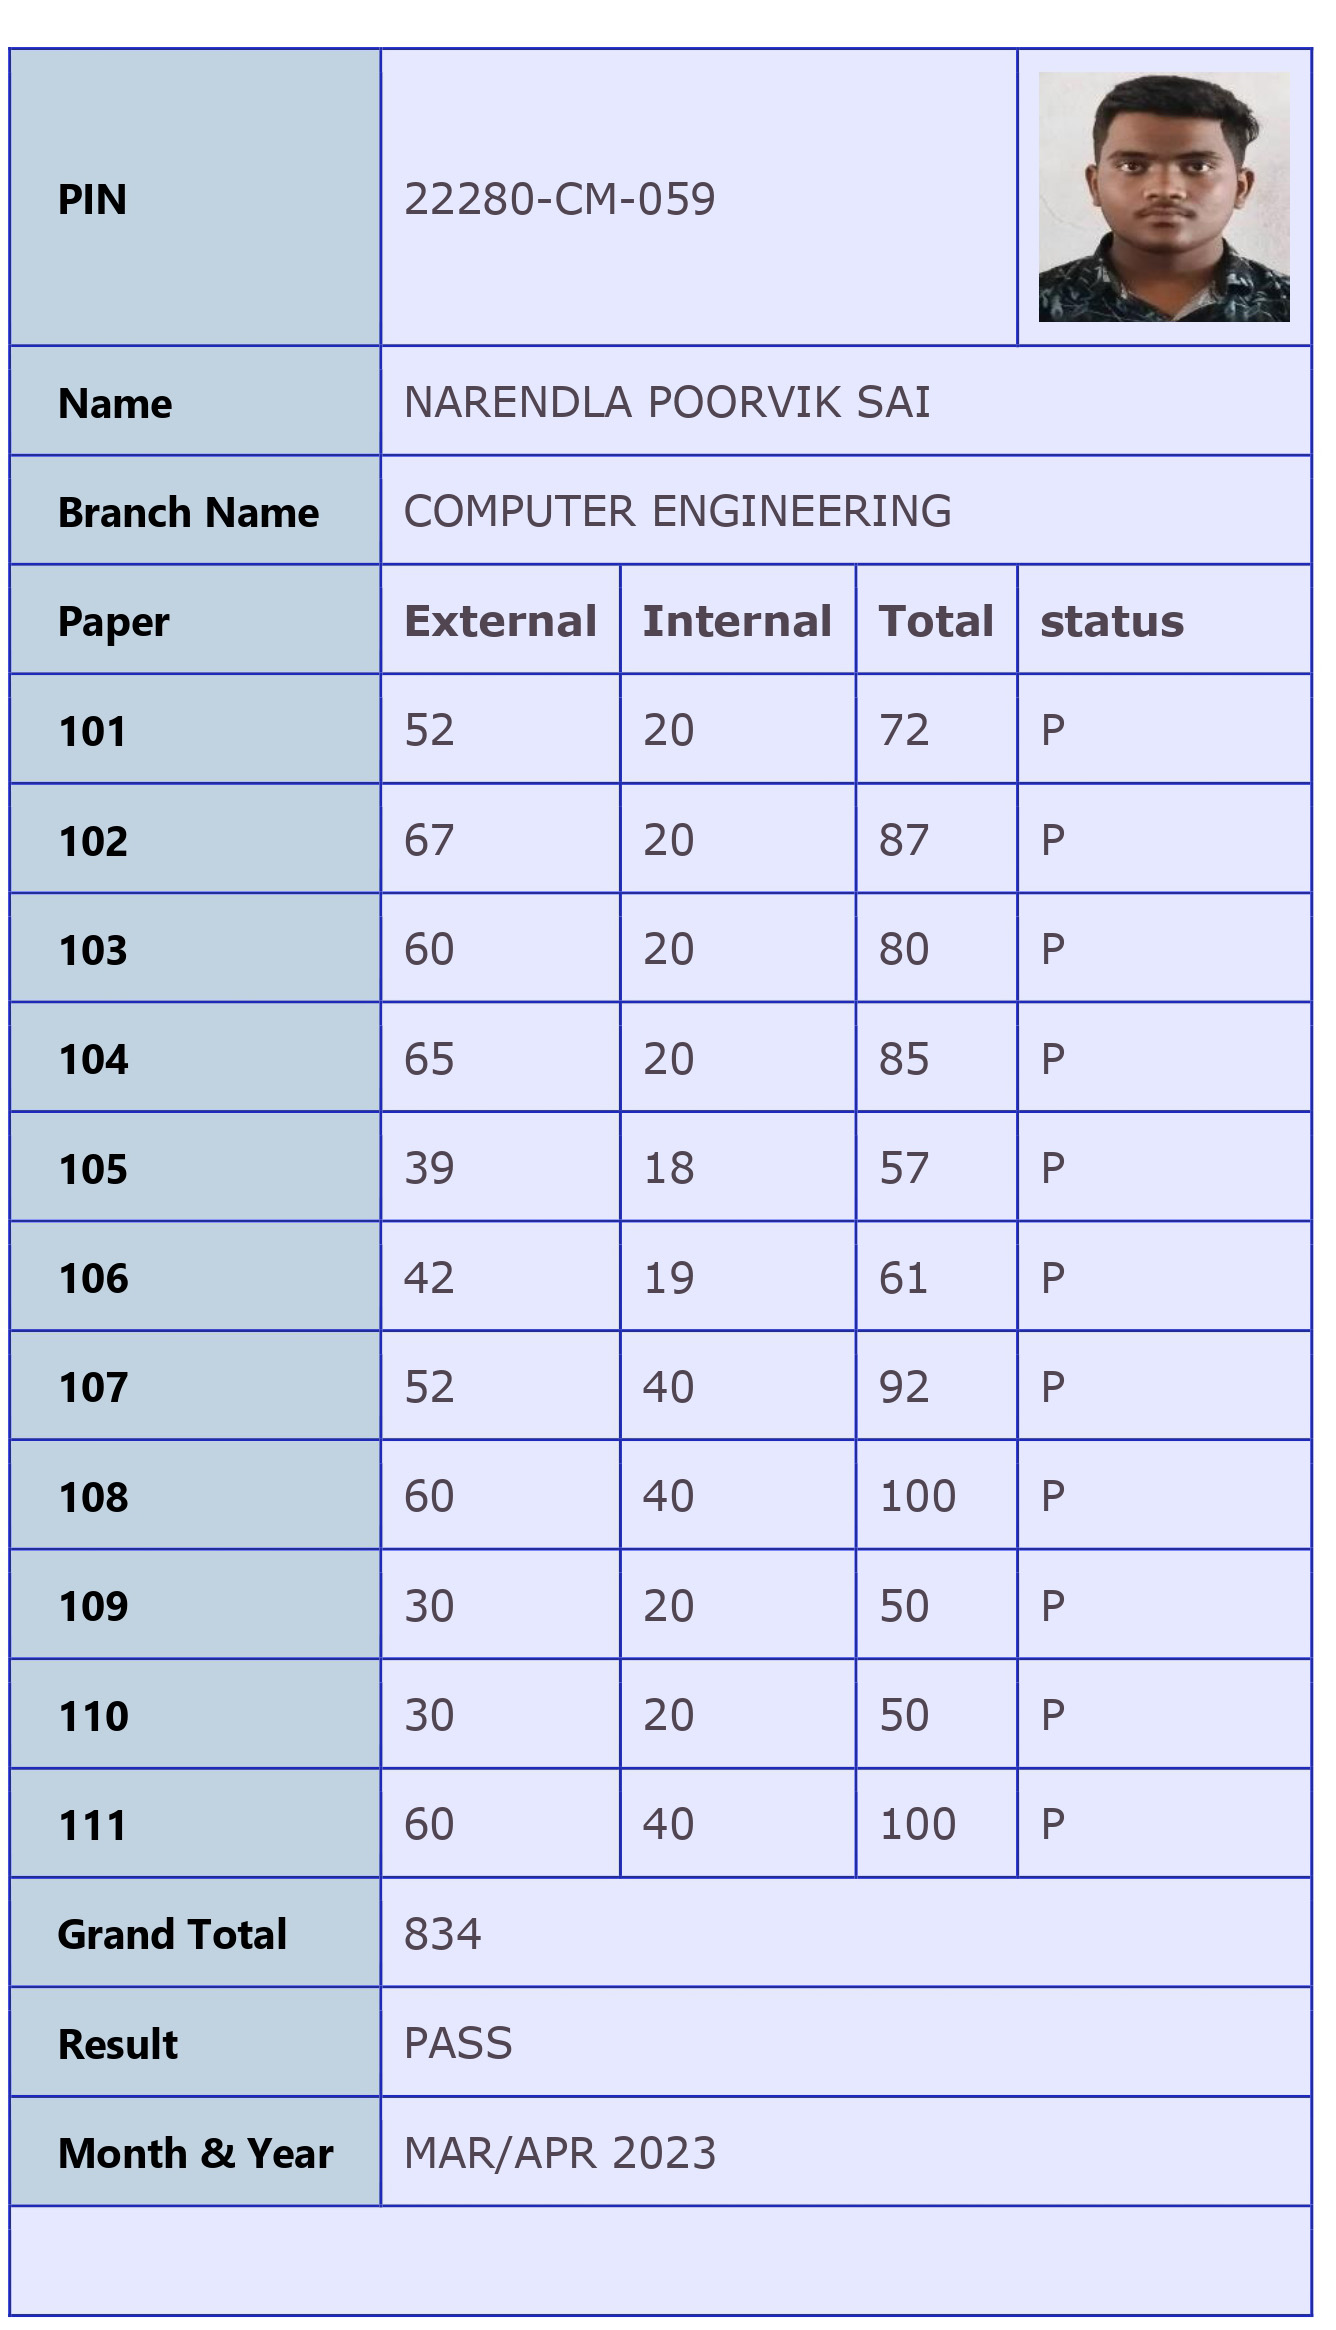 PIN 22280-CM-059
Name NARENDLA POORVIK SAI
Branch Name COMPUTER ENGINEERING
Paper External Internal Total status
101 52 20 72 P
102 67 20 87 P
103 60 20 80 P
104 65 20 85 P
105 39 18 57 P
106 42 19 61 P
107 52 40 92 P
108 60 40 100 P
109 30 20 50 P
110 30 20 50 P
111 60 40 100 P
Grand Total 834
Result PASS
Month & Year MAR/APR 2023